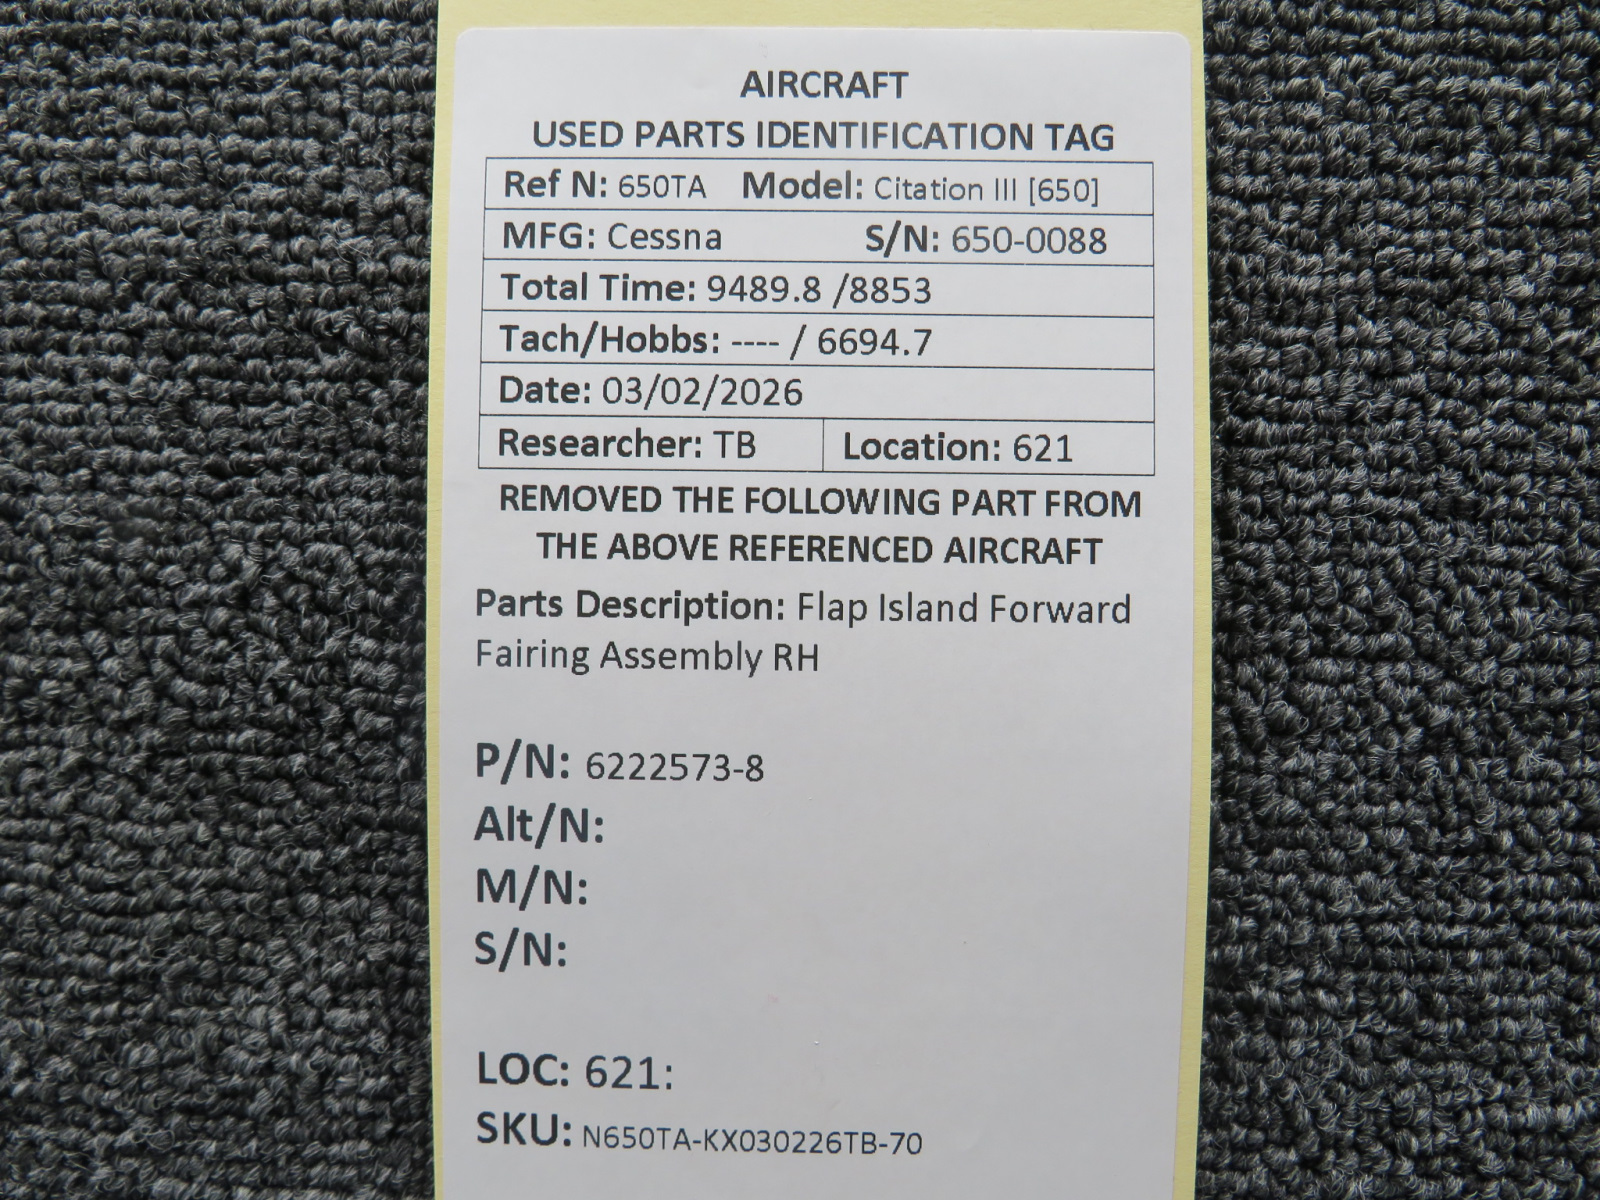 AIRCRAFT
USED PARTS IDENTIFICATION TAG
Ref N: 650TA Model: Citation III [650]
MFG: Cessna S/N: 650-0088
Total Time: 9489.8 /8853
Tach/Hobbs: ---- / 6694.7
Date: 03/02/2026
Researcher: TB Location: 621
REMOVED THE FOLLOWING PART FROM
THE ABOVE REFERENCED AIRCRAFT
Parts Description: Flap Island Forward
Fairing Assembly RH
P/N: 6222573-8
Alt/N:
M/N:
S/N:
LOC: 621:
SKU: N650TA-KX030226TB-70